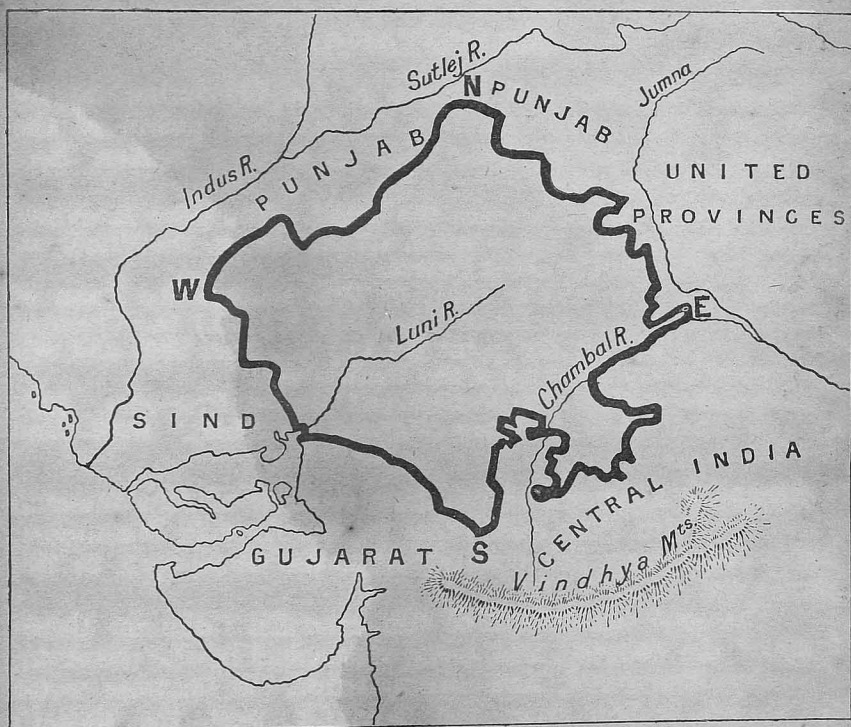 Sutlej R.
N
PUNJAB
Jumna
PUNJAB
Indus R.
UNITED
PROVINCES
W
E
Luni R.
Chambal R.
SIND
CENTRAL INDIA
GUJARAT
S
Vindhya Mts.